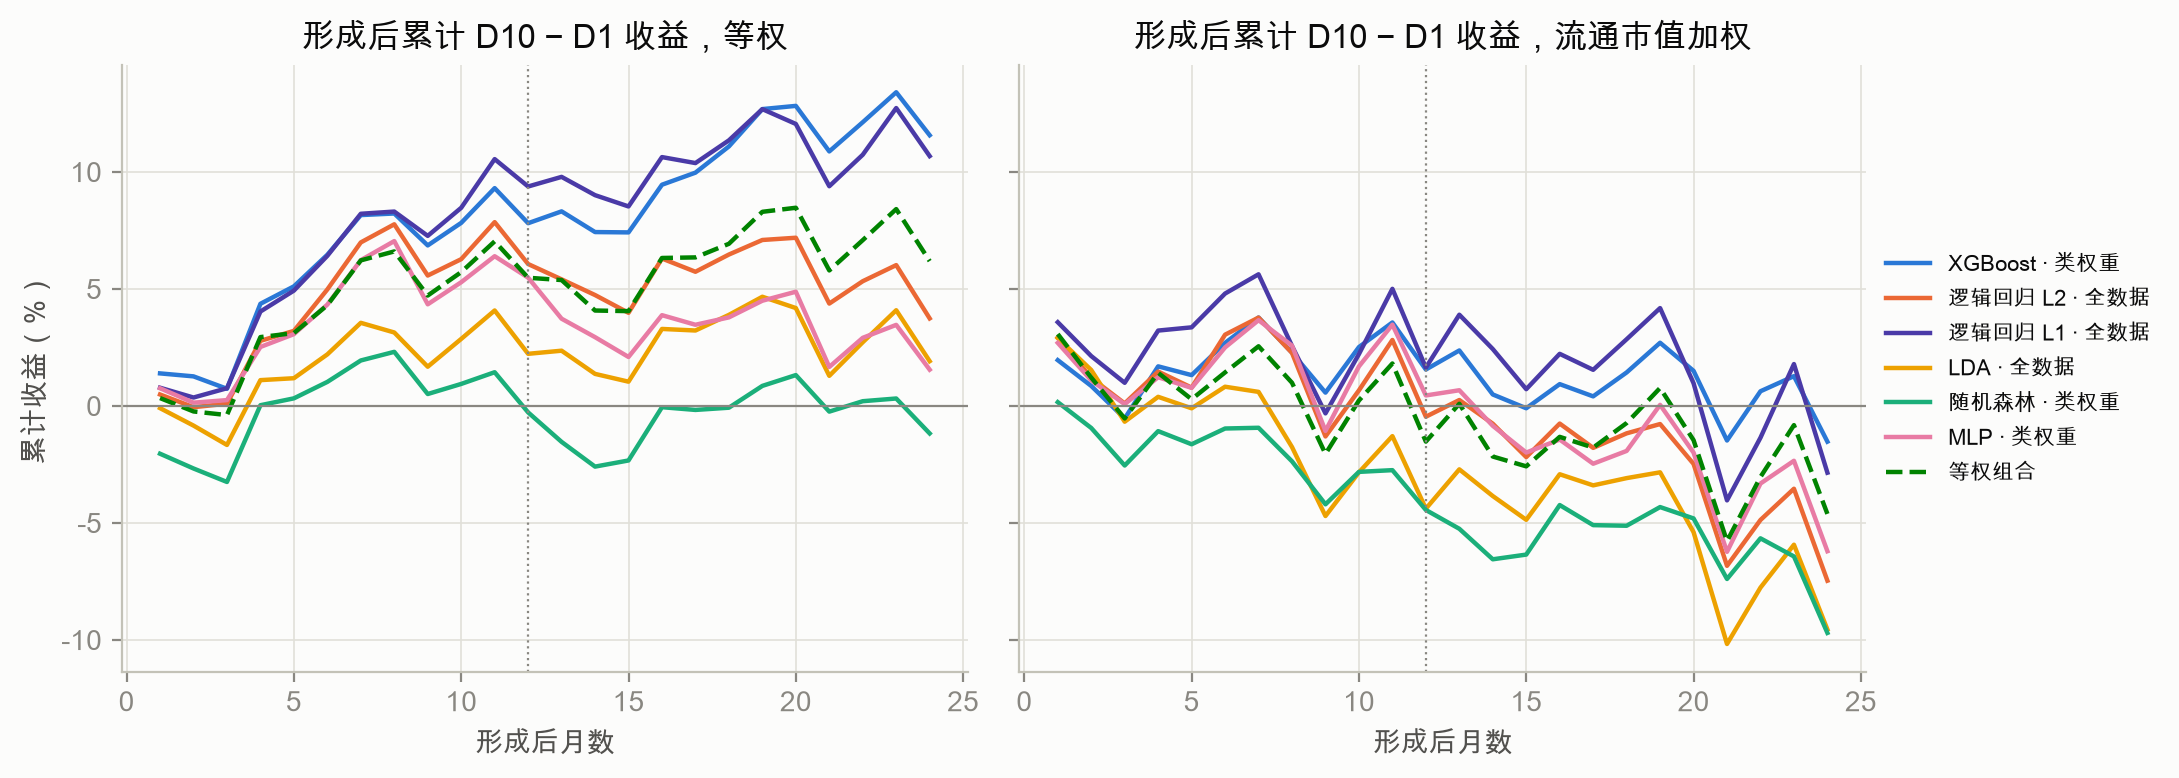 形成后累计 D10 − D1 收益，等权
形成后累计 D10 − D1 收益，流通市值加权
累计收益（%）
10
5
0
-5
-10
0
5
10
15
20
25
0
5
10
15
20
25
形成后月数
形成后月数
XGBoost · 类权重
逻辑回归 L2 · 全数据
逻辑回归 L1 · 全数据
LDA · 全数据
随机森林 · 类权重
MLP · 类权重
等权组合